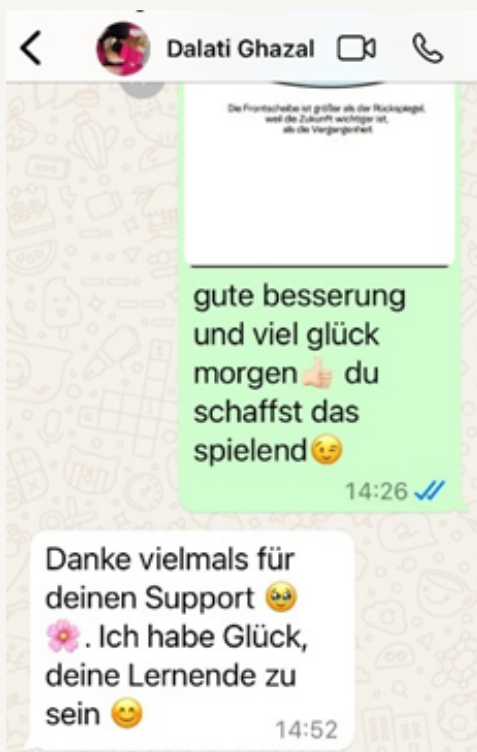 Dalati Ghazal
Die Frontscheibe ist größer als der Rückspiegel,
weil die Zukunft wichtiger ist,
als die Vergangenheit
gute besserung
und viel glück
morgen👍🏻 du
schaffst das
spielend😉
14:26
Danke vielmals für
deinen Support 🥹
🌸. Ich habe Glück,
deine Lernende zu
sein 😊
14:52